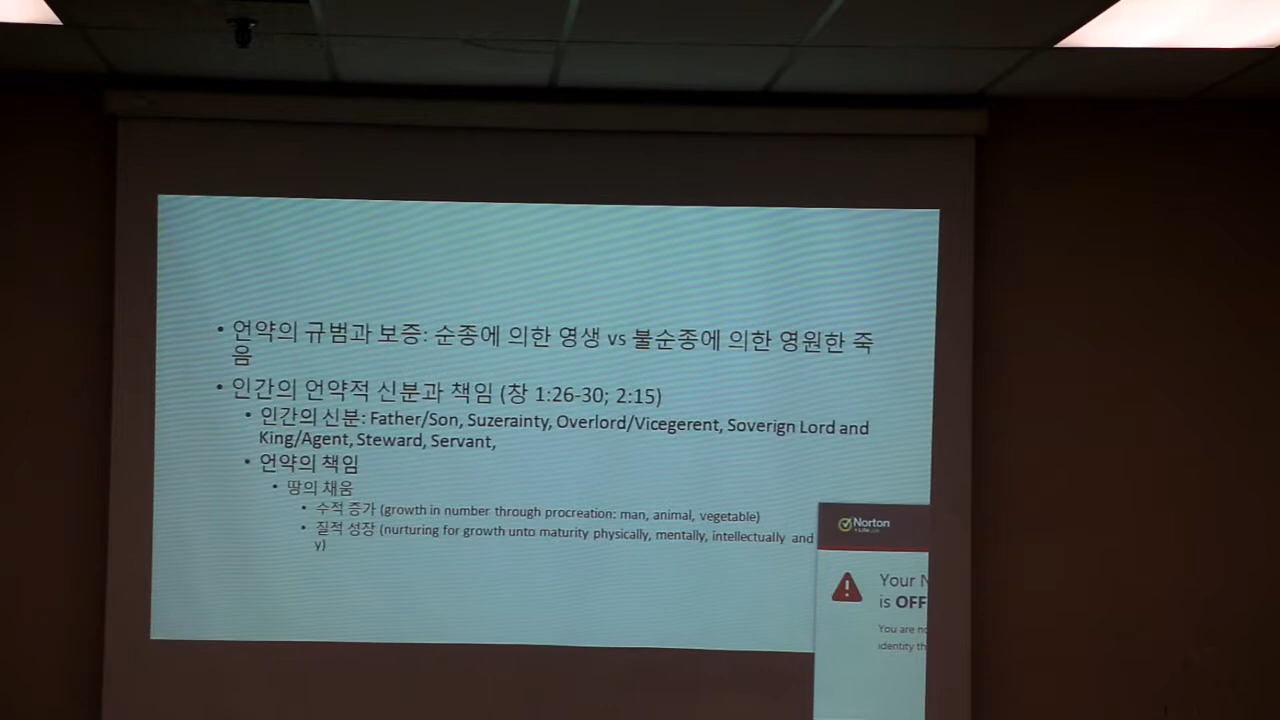 • 언약의 규범과 보증: 순종에 의한 영생 vs 불순종에 의한 영원한 죽
음
• 인간의 언약적 신분과 책임 (창 1:26-30; 2:15)
• 인간의 신분: Father/Son, Suzerainty, Overlord/Vicegerent, Soverign Lord and
King/Agent, Steward, Servant,
• 언약의 책임
• 땅의 채움
• 수적 증가 (growth in number through procreation: man, animal, vegetable)
• 질적 성장 (nurturing for growth unto maturity physically, mentally, intellectually and
y)
Norton
Your N
is OFF
You are no
identity th